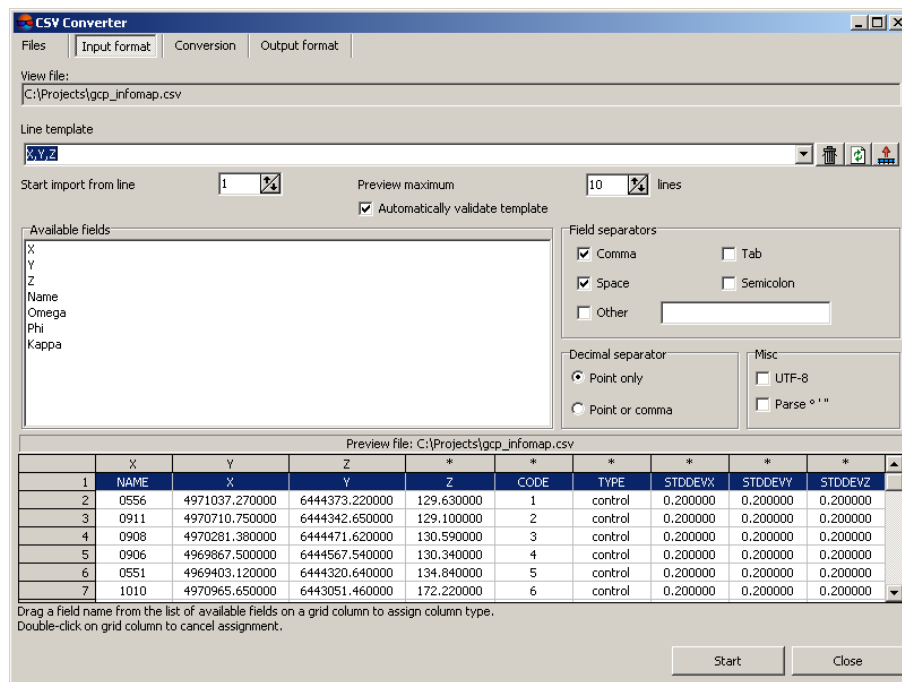 CSV Converter
Files Input format Conversion Output format
View file:
C:\Projects\gcp_infomap.csv
Line template
X,Y,Z
Start import from line 1 Preview maximum 10 lines
Automatically validate template
Available fields
X
Y
Z
Name
Omega
Phi
Kappa
Field separators
Comma Tab
Space Semicolon
Other
Decimal separator
Point only
Point or comma
Misc
UTF-8
Parse ° ' "
Preview file: C:\Projects\gcp_infomap.csv
X Y Z * * * * * *
1 NAME X Y Z CODE TYPE STDDEVX STDDEVY STDDEVZ
2 0556 4971037.270000 6444373.220000 129.630000 1 control 0.200000 0.200000 0.200000
3 0911 4970710.750000 6444342.650000 129.100000 2 control 0.200000 0.200000 0.200000
4 0908 4970281.380000 6444471.620000 130.590000 3 control 0.200000 0.200000 0.200000
5 0906 4969867.500000 6444567.540000 130.340000 4 control 0.200000 0.200000 0.200000
6 0551 4969403.120000 6444320.640000 134.840000 5 control 0.200000 0.200000 0.200000
7 1010 4970965.650000 6443051.460000 172.220000 6 control 0.200000 0.200000 0.200000
Drag a field name from the list of available fields on a grid column to assign column type.
Double-click on grid column to cancel assignment.
Start Close